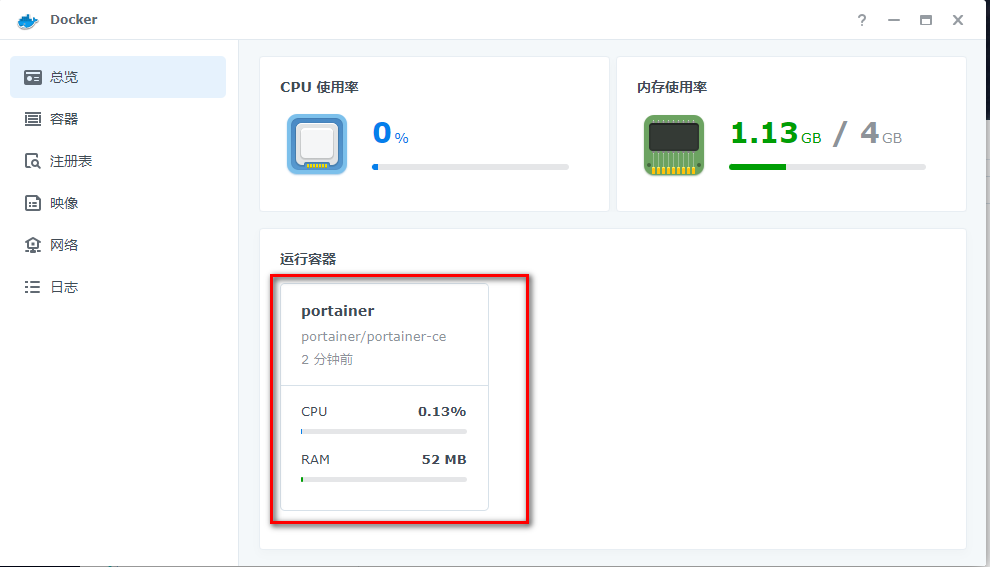 Docker
?
总览
容器
注册表
映像
网络
日志
CPU 使用率
0 %
内存使用率
1.13 GB / 4 GB
运行容器
portainer
portainer/portainer-ce
2 分钟前
CPU 0.13%
RAM 52 MB